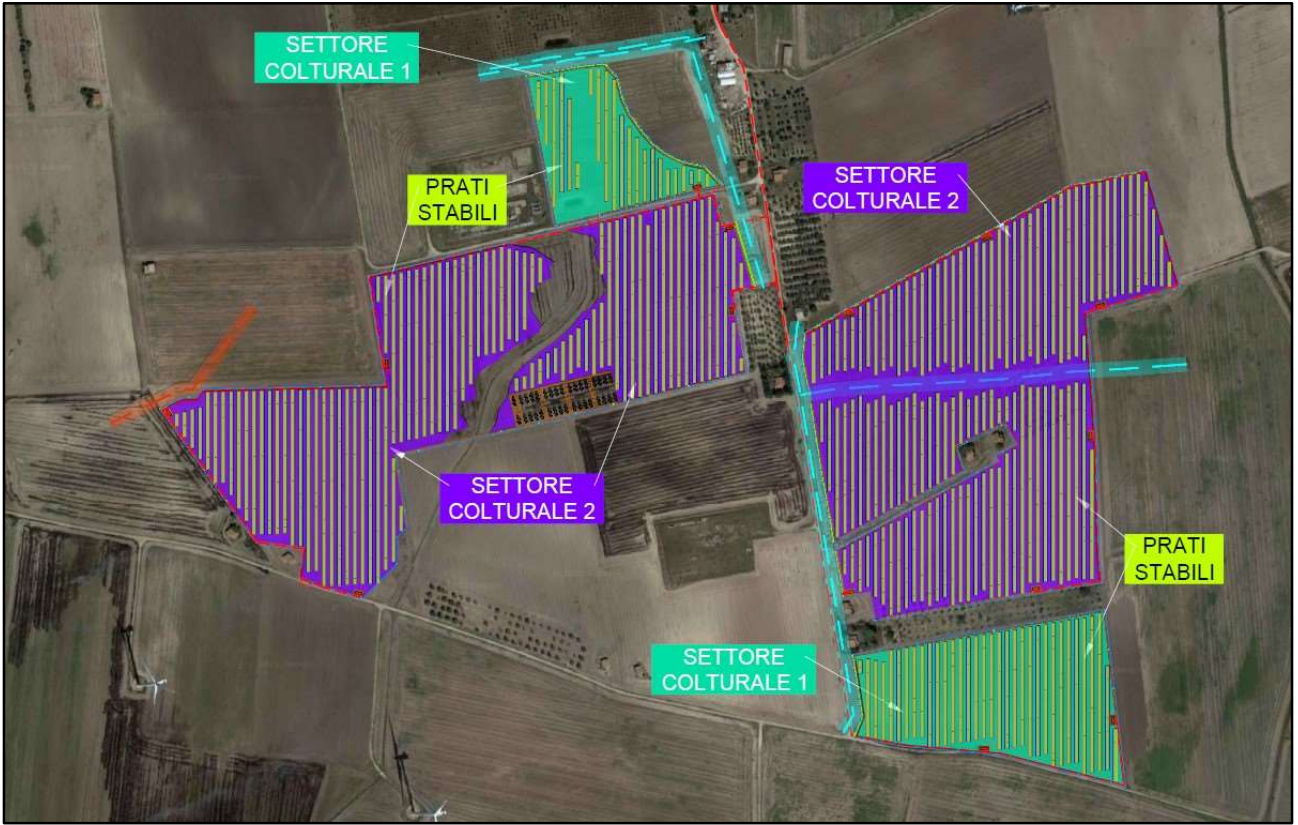 SETTORE
COLTURALE 1
PRATI
STABILI
SETTORE
COLTURALE 2
SETTORE
COLTURALE 2
PRATI
STABILI
SETTORE
COLTURALE 1